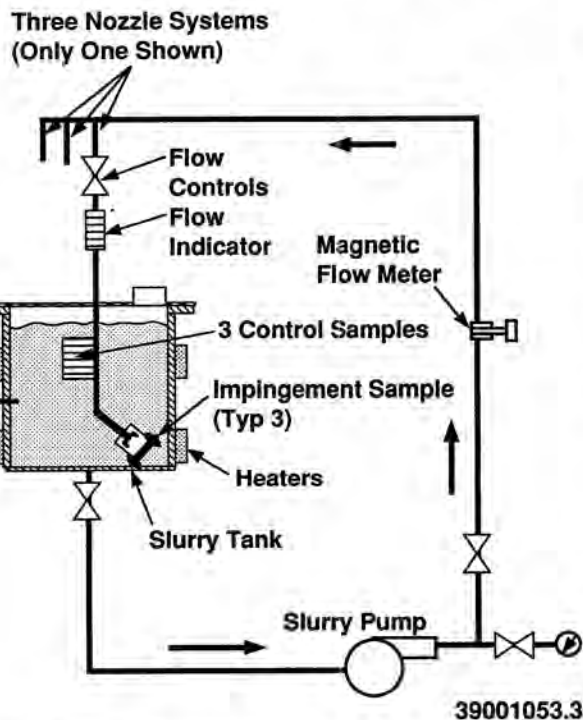 Three Nozzle Systems
(Only One Shown)
Flow
Controls
Flow
Indicator
Magnetic
Flow Meter
3 Control Samples
Impingement Sample
(Typ 3)
Heaters
Slurry Tank
Slurry Pump
39001053.3